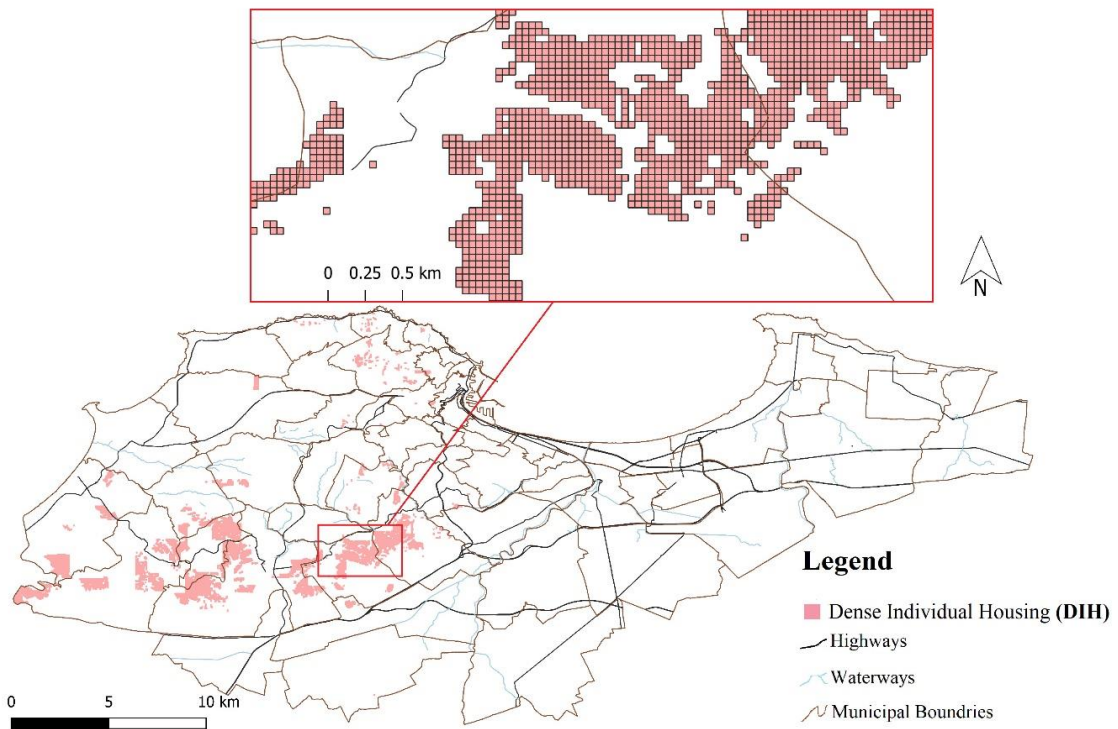 0 0.25 0.5 km
N
Legend
Dense Individual Housing (DIH)
Highways
Waterways
Municipal Boundries
0 5 10 km